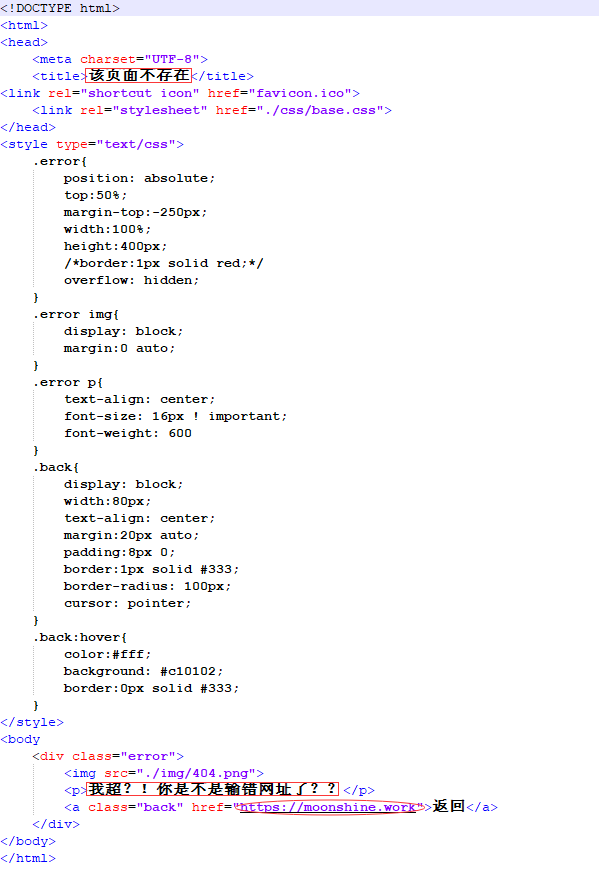 <!DOCTYPE html>
<html>
<head>
<meta charset="UTF-8">
<title>该页面不存在</title>
<link rel="shortcut icon" href="favicon.ico">
<link rel="stylesheet" href="./css/base.css">
</head>
<style type="text/css">
.error{
position: absolute;
top:50%;
margin-top:-250px;
width:100%;
height:400px;
/*border:1px solid red;*/
overflow: hidden;
}
.error img{
display: block;
margin:0 auto;
}
.error p{
text-align: center;
font-size: 16px ! important;
font-weight: 600
}
.back{
display: block;
width:80px;
text-align: center;
margin:20px auto;
padding:8px 0;
border:1px solid #333;
border-radius: 100px;
cursor: pointer;
}
.back:hover{
color:#fff;
background: #c10102;
border:0px solid #333;
}
</style>
<body
<div class="error">
<img src="./img/404.png">
<p>我超？！你是不是输错网址了？？</p>
<a class="back" href="https://moonshine.work">返回</a>
</div>
</body>
</html>